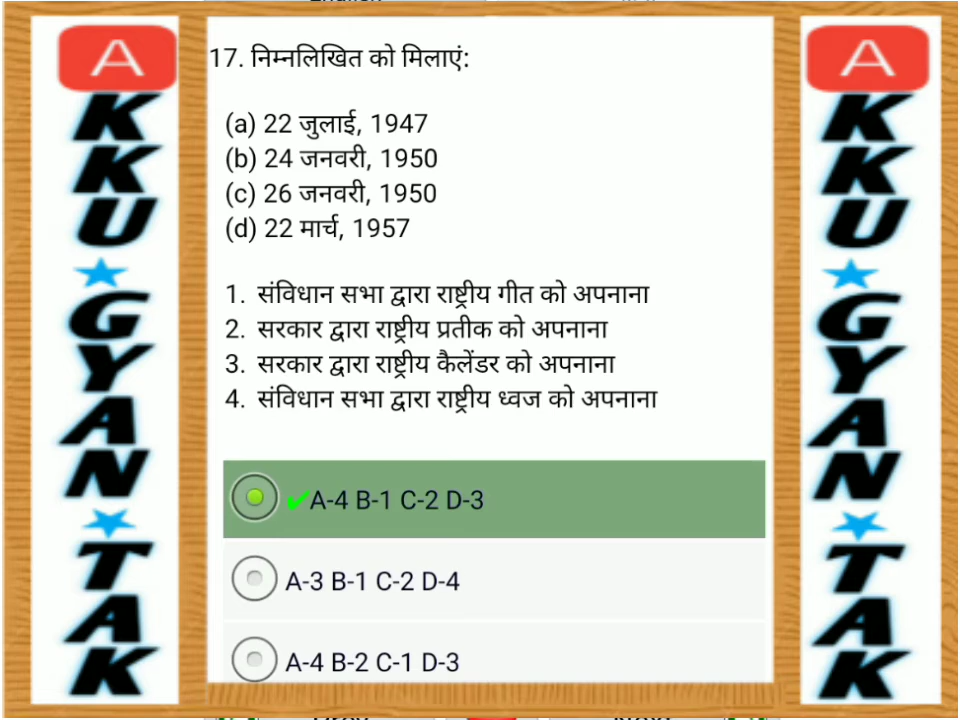 17. निम्नलिखित को मिलाएं:
(a) 22 जुलाई, 1947
(b) 24 जनवरी, 1950
(c) 26 जनवरी, 1950
(d) 22 मार्च, 1957
1. संविधान सभा द्वारा राष्ट्रीय गीत को अपनाना
2. सरकार द्वारा राष्ट्रीय प्रतीक को अपनाना
3. सरकार द्वारा राष्ट्रीय कैलेंडर को अपनाना
4. संविधान सभा द्वारा राष्ट्रीय ध्वज को अपनाना
A-4 B-1 C-2 D-3
A-3 B-1 C-2 D-4
A-4 B-2 C-1 D-3
AKKU GYAN TAK
AKKU GYAN TAK